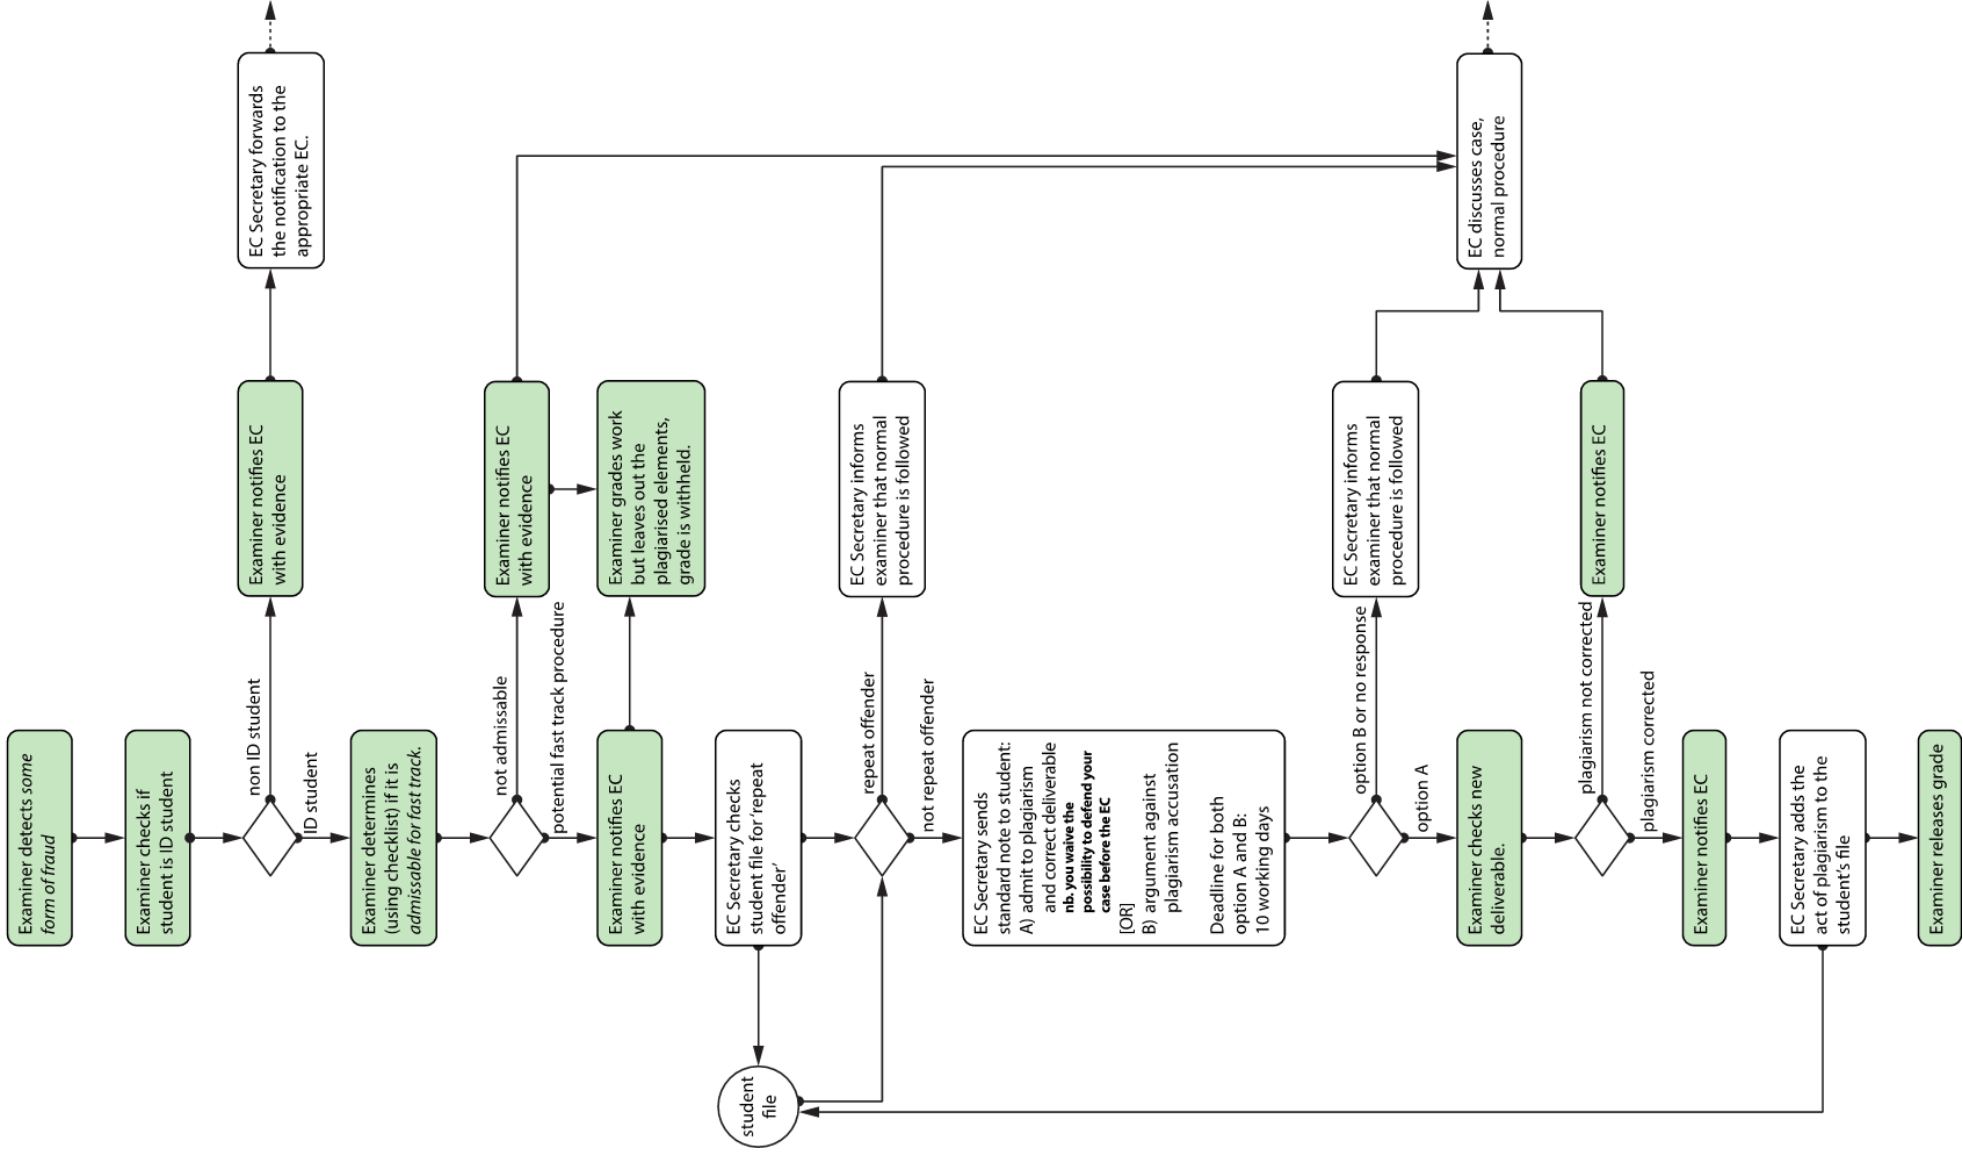 Examiner detects some
form of fraud
Examiner checks if
student is ID student
non ID student
Examiner notifies EC
with evidence
EC Secretary forwards
the notification to the
appropriate EC.
ID student
Examiner determines
(using checklist) if it is
admissable for fast track.
not admissable
Examiner notifies EC
with evidence
potential fast track procedure
Examiner notifies EC
with evidence
Examiner grades work
but leaves out the
plagiarised elements,
grade is withheld.
EC Secretary checks
student file for 'repeat
offender'
student
file
repeat offender
EC Secretary informs
examiner that normal
procedure is followed
not repeat offender
EC Secretary sends
standard note to student:
A) admit to plagiarism
and correct deliverable
nb. you waive the
possibility to defend your
case before the EC
[OR]
B) argument against
plagiarism accusation
Deadline for both
option A and B:
10 working days
option B or no response
EC Secretary informs
examiner that normal
procedure is followed
option A
Examiner checks new
deliverable.
EC discusses case,
normal procedure
plagiarism not corrected
Examiner notifies EC
plagiarism corrected
Examiner notifies EC
EC Secretary adds the
act of plagiarism to the
student's file
Examiner releases grade